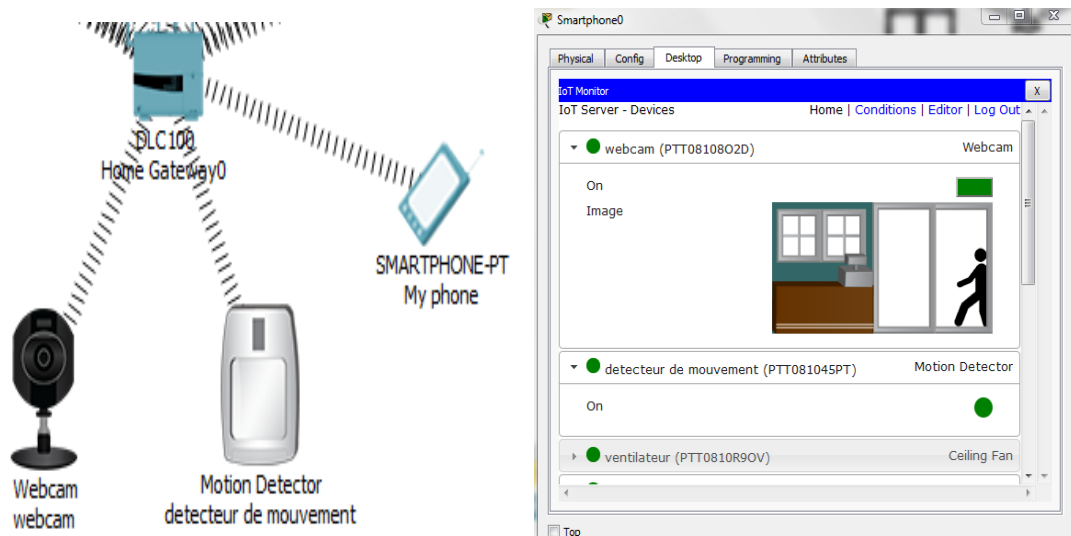 DLC100
Home Gateway0
SMARTPHONE-PT
My phone
Webcam
webcam
Motion Detector
detecteur de mouvement
Smartphone0
Physical Config Desktop Programming Attributes
IoT Monitor X
IoT Server - Devices Home | Conditions | Editor | Log Out
webcam (PTT08108O2D) Webcam
On
Image
detecteur de mouvement (PTT081045PT) Motion Detector
On
ventilateur (PTT0810R9OV) Ceiling Fan
Top